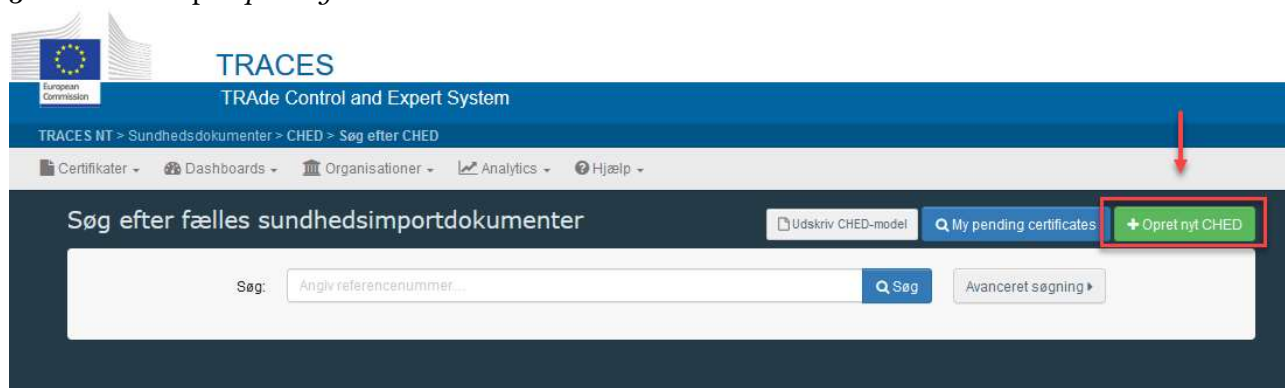 European
Commission
TRACES
TRAde Control and Expert System
TRACES NT > Sundhedsdokumenter > CHED > Søg efter CHED
Certifikater Dashboards Organisationer Analytics Hjælp
Søg efter fælles sundhedsimportdokumenter
Udskriv CHED-model My pending certificates + Opret nyt CHED
Søg: Angiv referencenummer... Søg Avanceret søgning